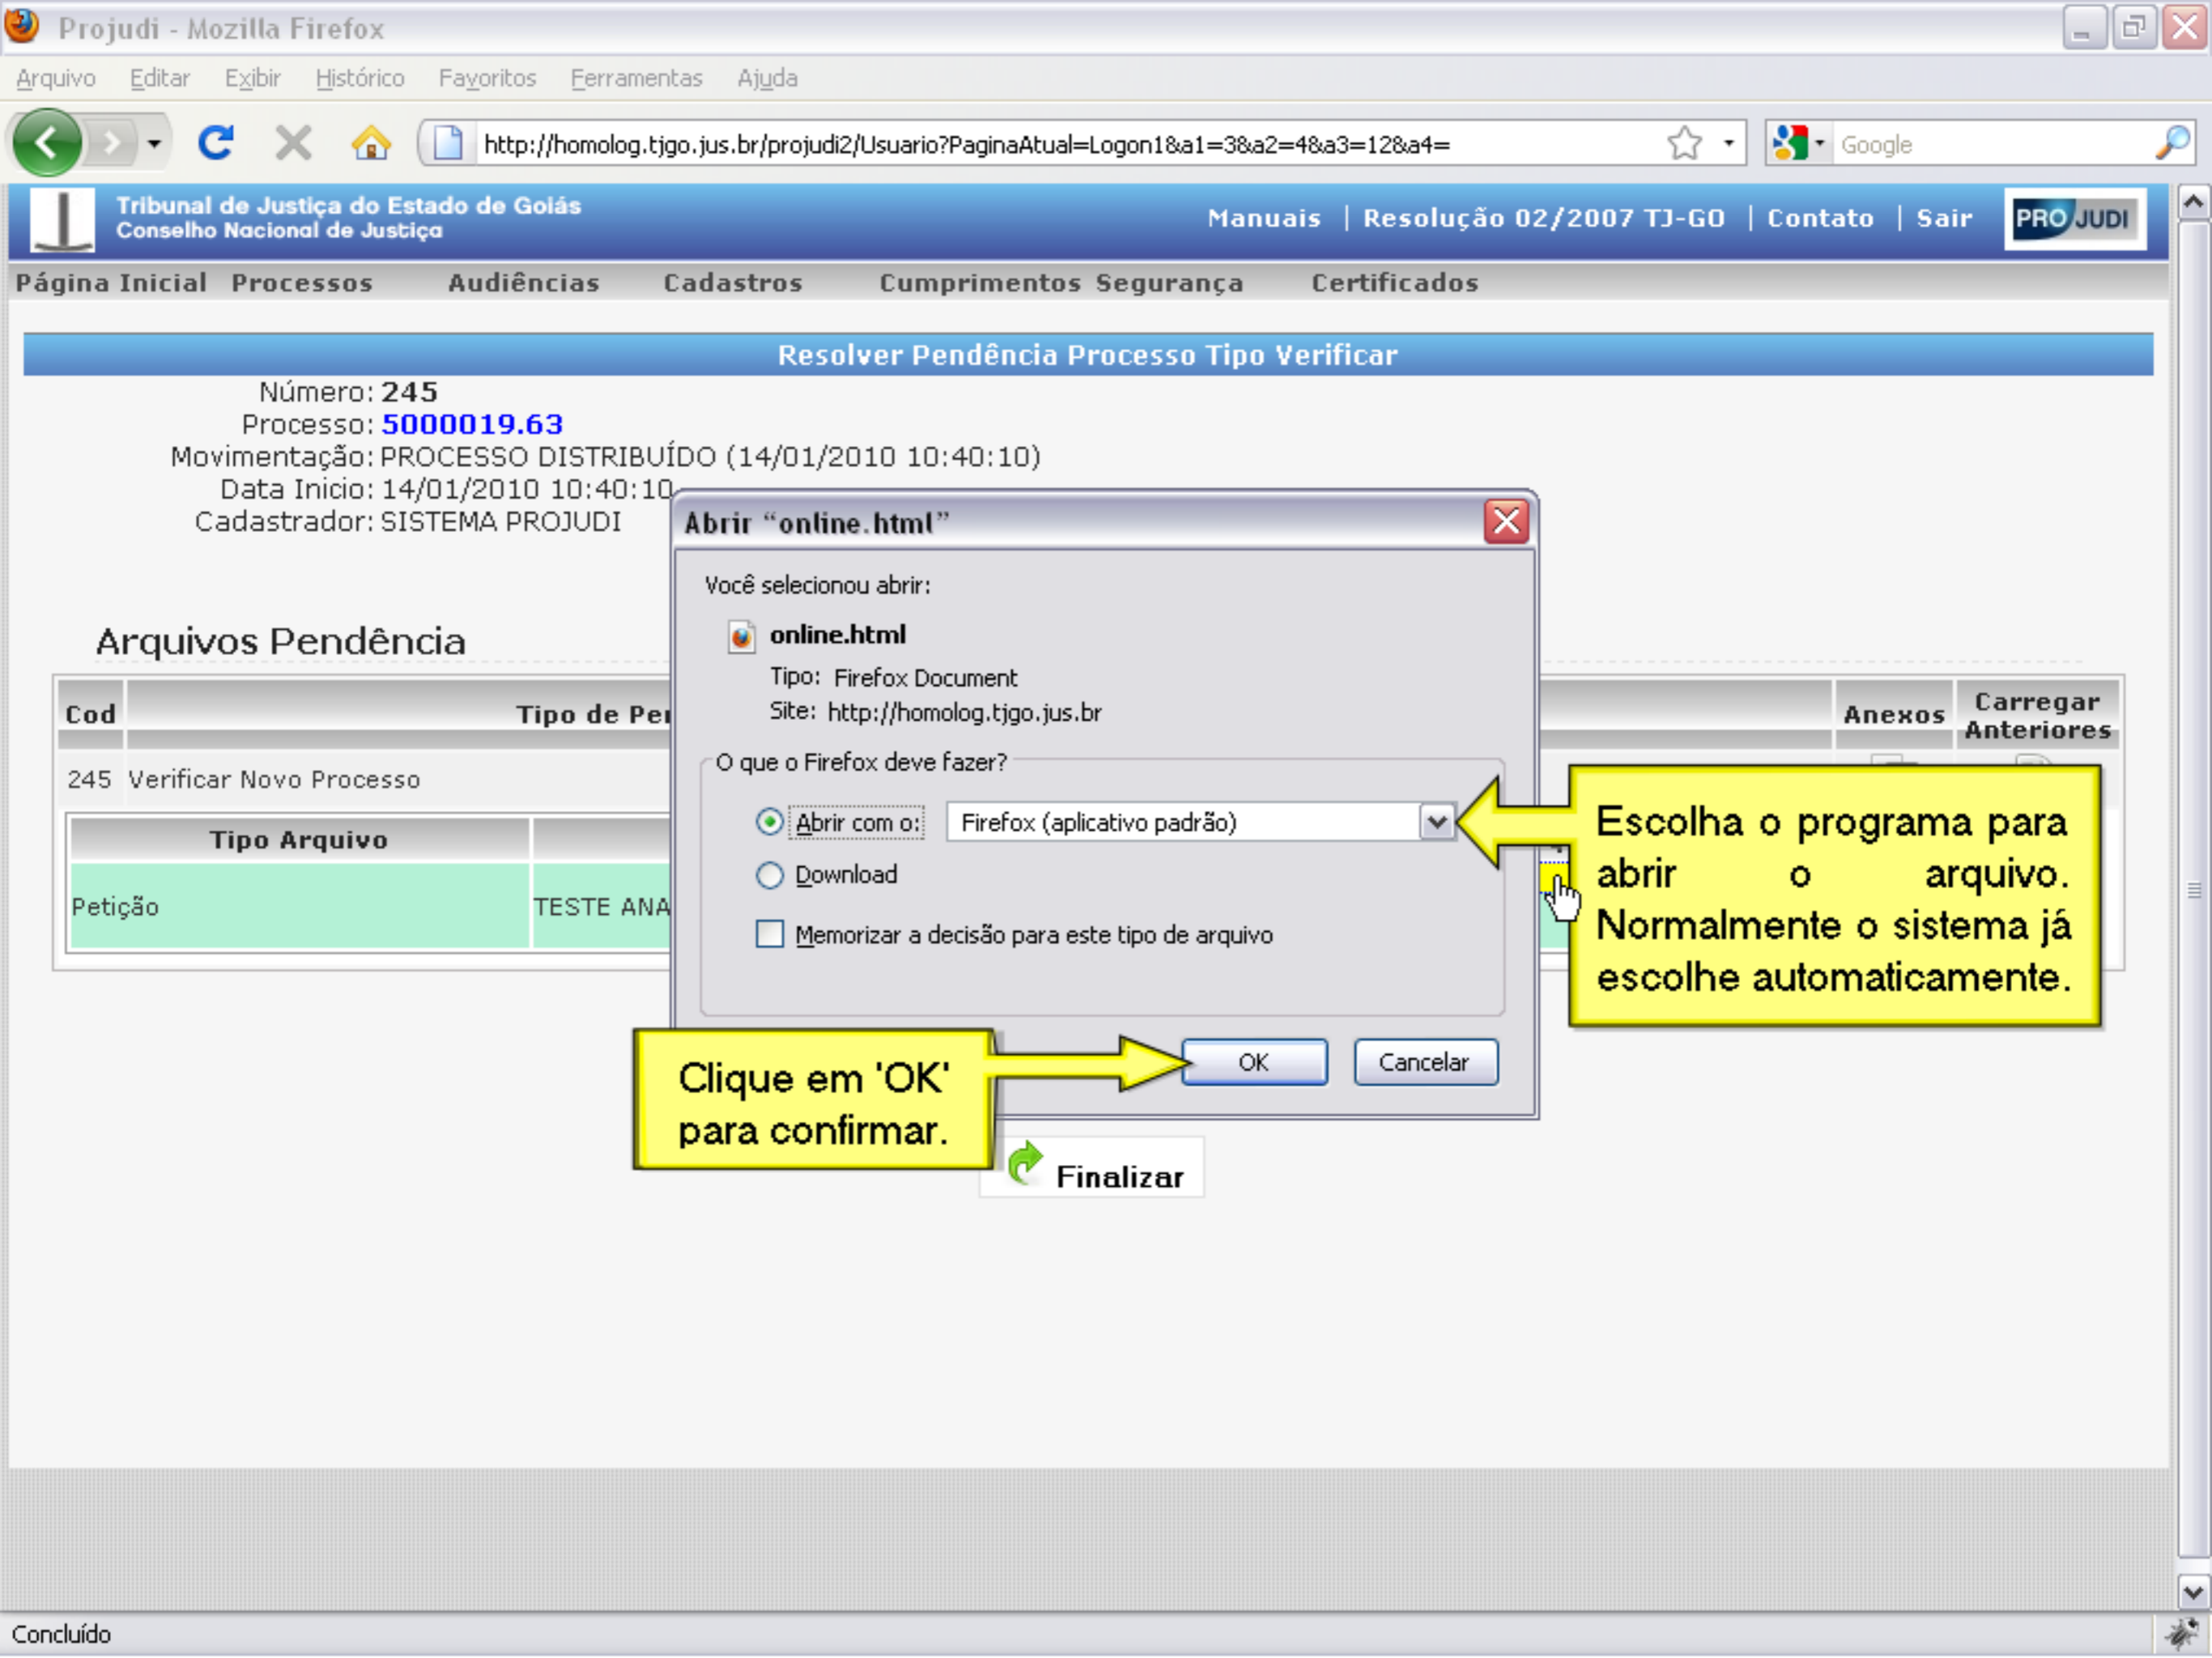 Projudi - Mozilla Firefox
Arquivo Editar Exibir Histórico Favoritos Ferramentas Ajuda
http://homolog.tjgo.jus.br/projudi2/Usuario?PaginaAtual=Logon1&a1=3&a2=4&a3=12&a4=
Google
Tribunal de Justiça do Estado de Goiás
Conselho Nacional de Justiça
Manuais | Resolução 02/2007 TJ-GO | Contato | Sair
PROJUDI
Página Inicial Processos Audiências Cadastros Cumprimentos Segurança Certificados
Resolver Pendência Processo Tipo Verificar
Número: 245
Processo: 5000019.63
Movimentação: PROCESSO DISTRIBUÍDO (14/01/2010 10:40:10)
Data Inicio: 14/01/2010 10:40:10
Cadastrador: SISTEMA PROJUDI
Arquivos Pendência
Cod Tipo de Pe Anexos Carregar
Anteriores
245 Verificar Novo Processo
Tipo Arquivo
Petição TESTE ANA
Abrir “online.html”
Você selecionou abrir:
online.html
Tipo: Firefox Document
Site: http://homolog.tjgo.jus.br
O que o Firefox deve fazer?
Abrir com o: Firefox (aplicativo padrão)
Download
Memorizar a decisão para este tipo de arquivo
OK Cancelar
Escolha o programa para
abrir o arquivo.
Normalmente o sistema já
escolhe automaticamente.
Clique em 'OK'
para confirmar.
Finalizar
Concluído